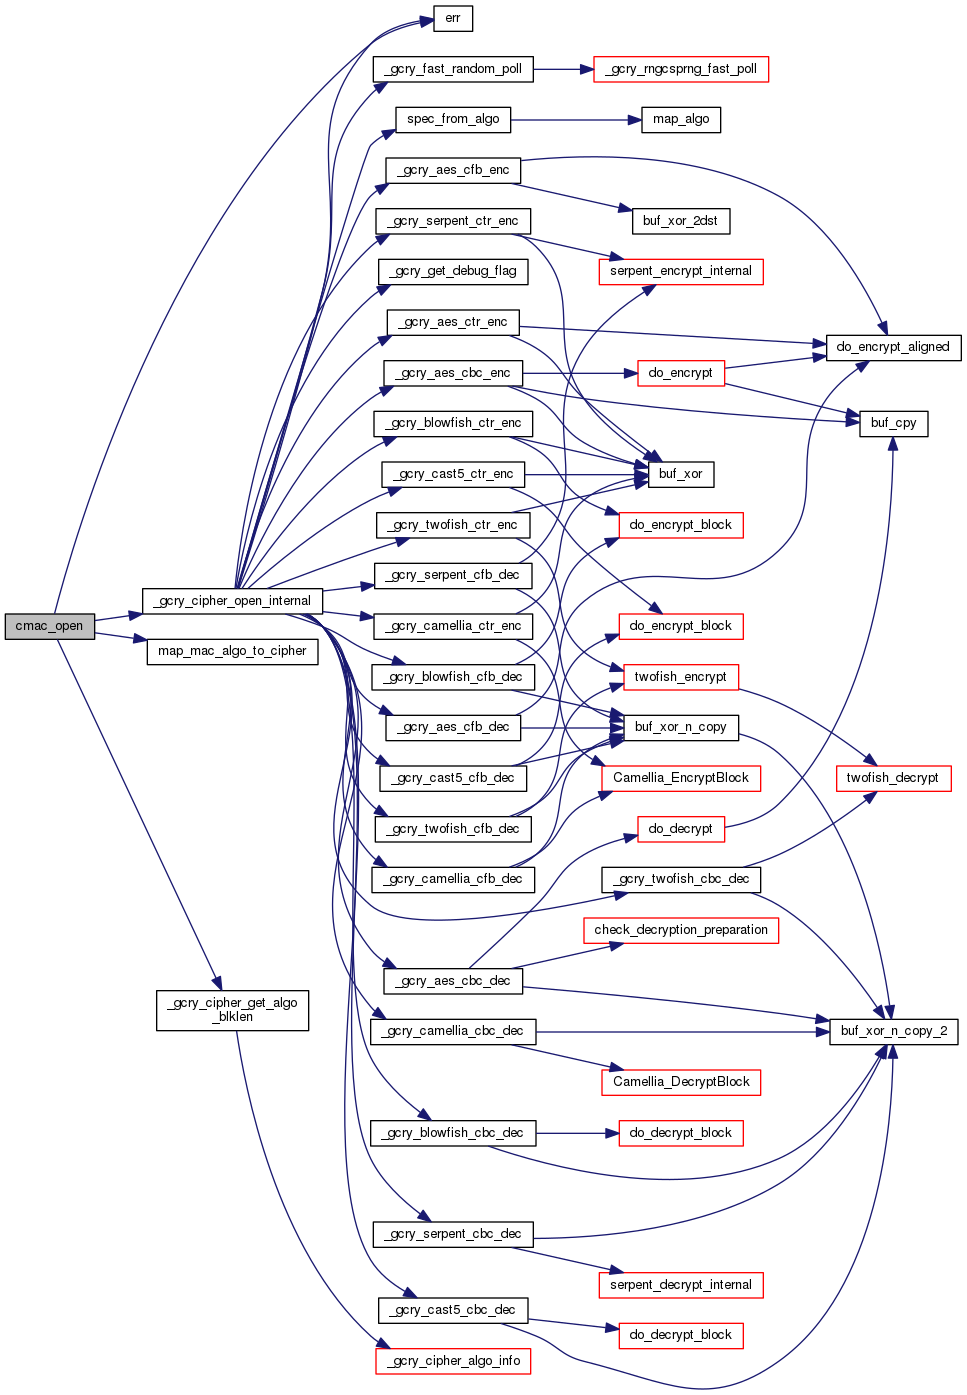 err
_gcry_fast_random_poll
_gcry_rngcsprng_fast_poll
spec_from_algo
map_algo
_gcry_aes_cfb_enc
_gcry_serpent_ctr_enc
buf_xor_2dst
_gcry_get_debug_flag
serpent_encrypt_internal
_gcry_aes_ctr_enc
do_encrypt_aligned
_gcry_aes_cbc_enc
do_encrypt
_gcry_blowfish_ctr_enc
buf_cpy
_gcry_cast5_ctr_enc
buf_xor
_gcry_twofish_ctr_enc
do_encrypt_block
_gcry_serpent_cfb_dec
_gcry_cipher_open_internal
cmac_open
_gcry_camellia_ctr_enc
do_encrypt_block
map_mac_algo_to_cipher
_gcry_blowfish_cfb_dec
twofish_encrypt
_gcry_aes_cfb_dec
buf_xor_n_copy
_gcry_cast5_cfb_dec
Camellia_EncryptBlock
twofish_decrypt
_gcry_twofish_cfb_dec
do_decrypt
_gcry_camellia_cfb_dec
_gcry_twofish_cbc_dec
check_decryption_preparation
_gcry_aes_cbc_dec
_gcry_cipher_get_algo
_blklen
_gcry_camellia_cbc_dec
buf_xor_n_copy_2
Camellia_DecryptBlock
_gcry_blowfish_cbc_dec
do_decrypt_block
_gcry_serpent_cbc_dec
serpent_decrypt_internal
_gcry_cast5_cbc_dec
do_decrypt_block
_gcry_cipher_algo_info